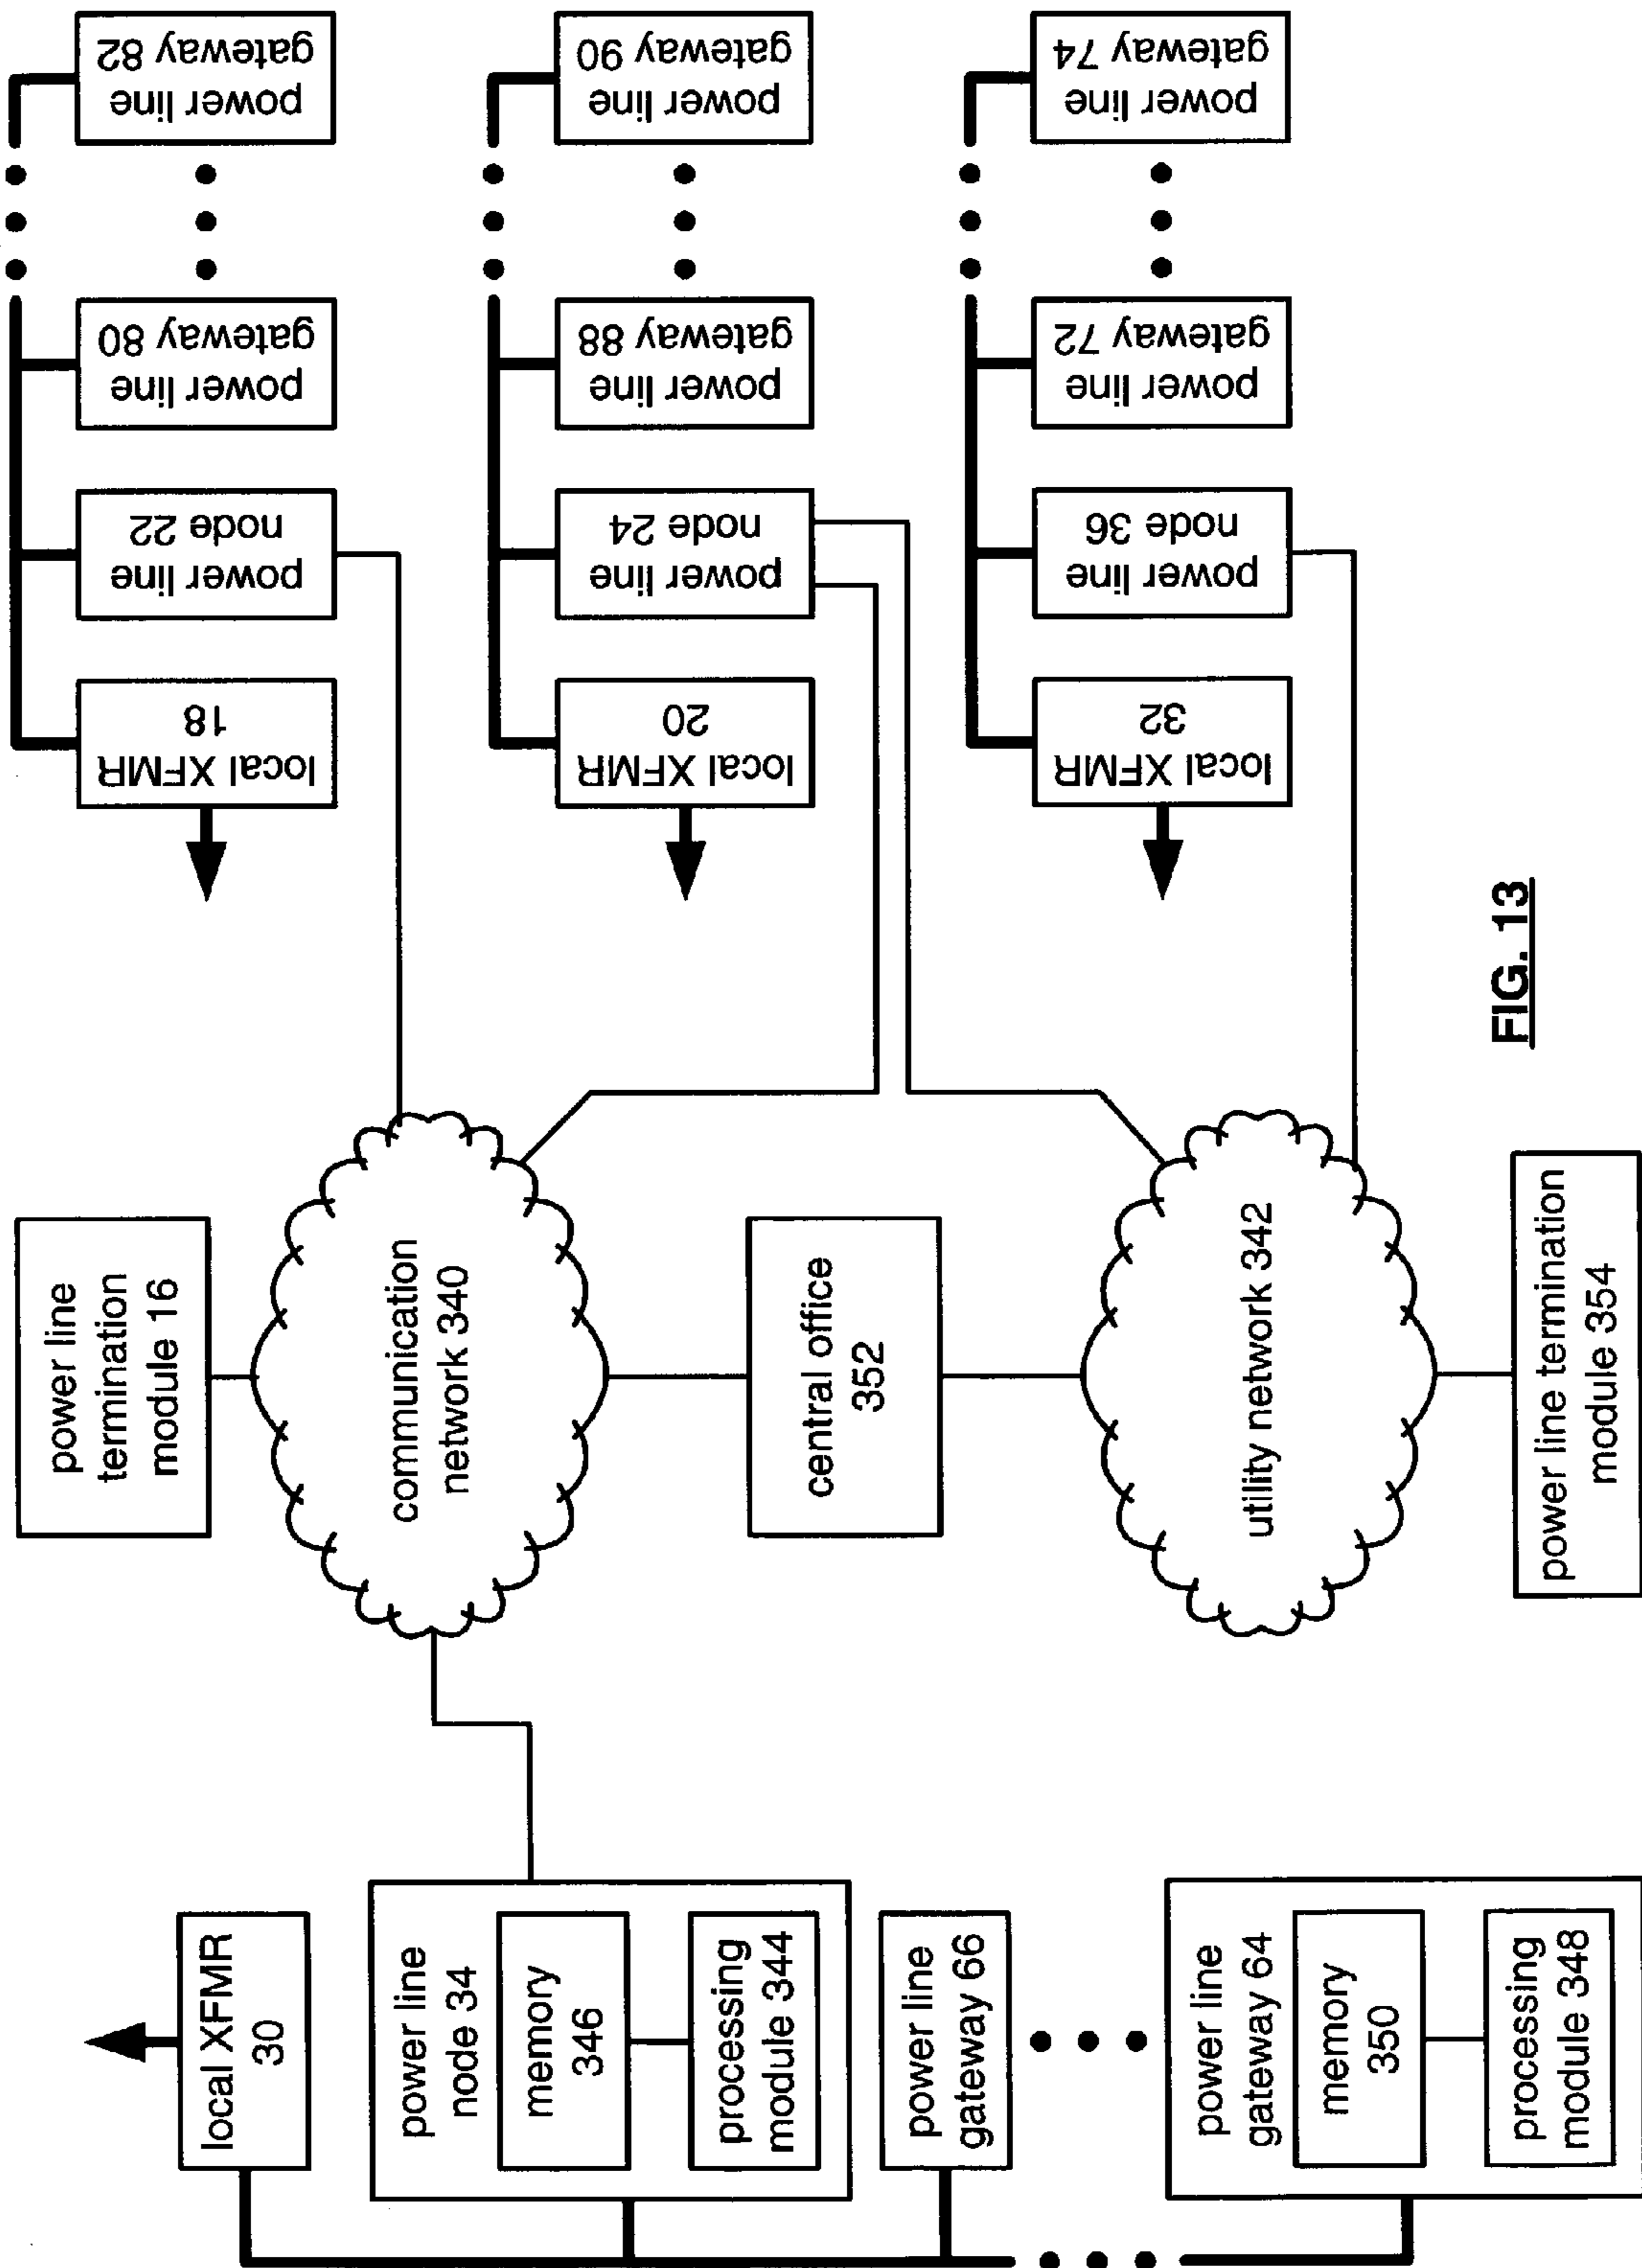 power line
gateway 82
power line
gateway 80
power line
node 22
local XFMR
18
power line
gateway 90
power line
gateway 88
power line
node 24
local XFMR
20
power line
gateway 74
power line
gateway 72
power line
node 36
local XFMR
32
power line
termination
module 16
communication
network 340
central office
352
utility network 342
power line termination
module 354
local XFMR
30
power line
node 34
memory
346
processing
module 344
power line
gateway 66
power line
gateway 64
memory
350
processing
module 348
FIG. 13